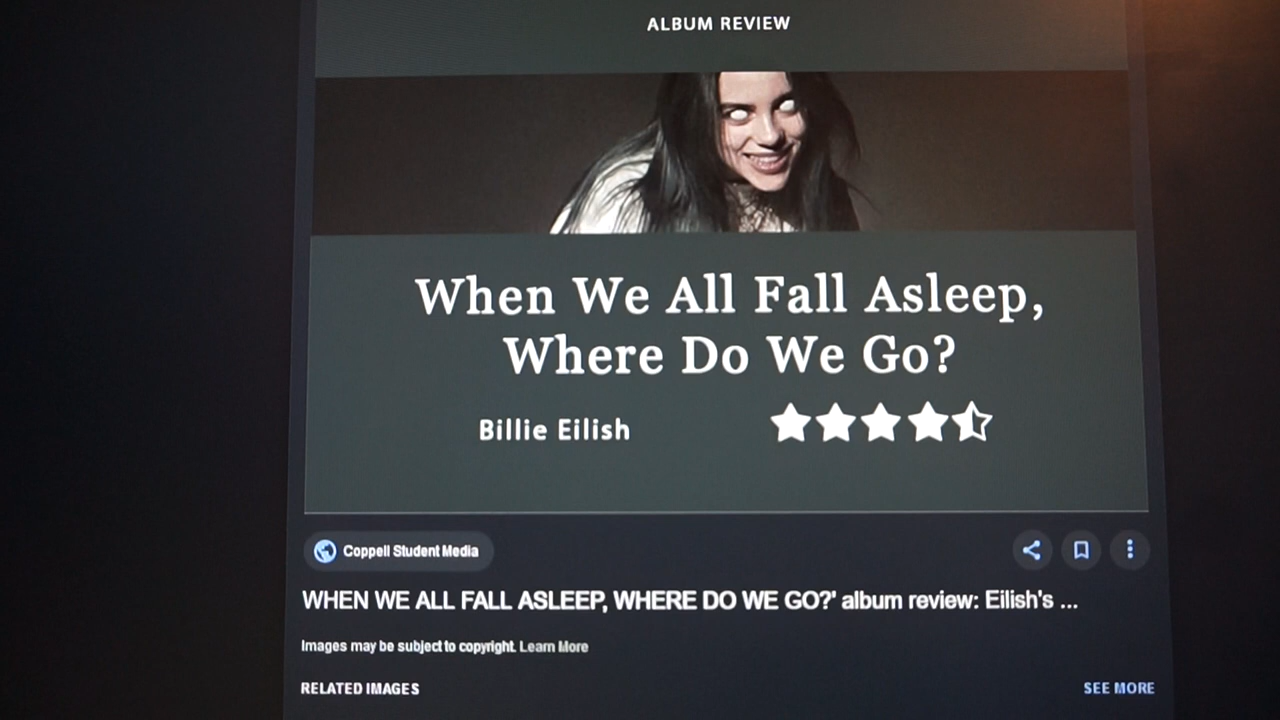 ALBUM REVIEW
When We All Fall Asleep,
Where Do We Go?
Billie Eilish
Coppell Student Media
WHEN WE ALL FALL ASLEEP, WHERE DO WE GO?' album review: Eilish's ...
Images may be subject to copyright. Learn More
RELATED IMAGES
SEE MORE